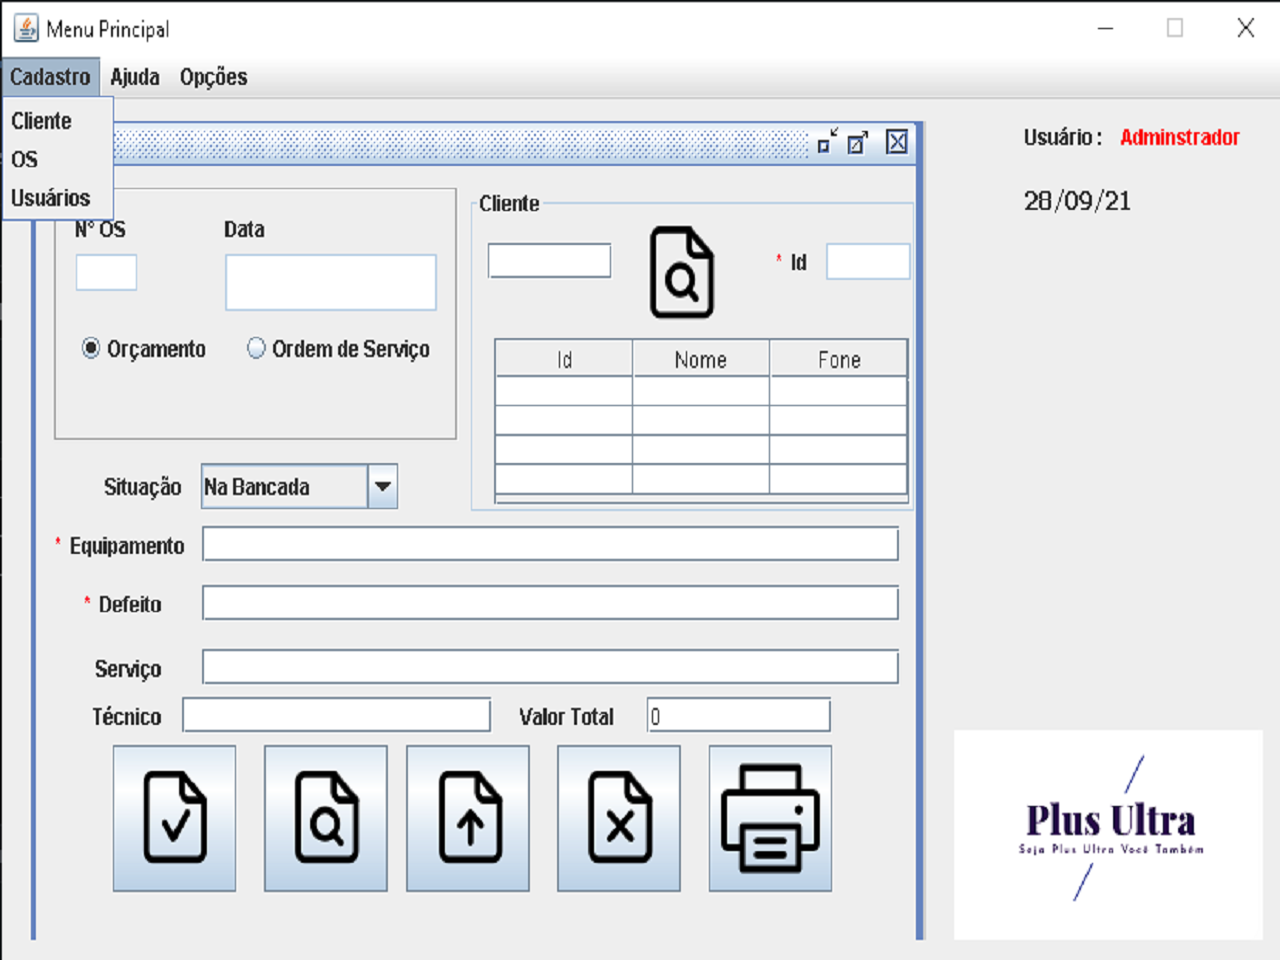 Menu Principal
Cadastro Ajuda Opções
Cliente
OS
Usuários
Usuário : Adminstrador
28/09/21
Nº OS Data
Orçamento Ordem de Serviço
Cliente
* Id
Id Nome Fone
Situação Na Bancada
* Equipamento
* Defeito
Serviço
Técnico Valor Total 0
Plus Ultra
Seja Plus Ultra Você Também